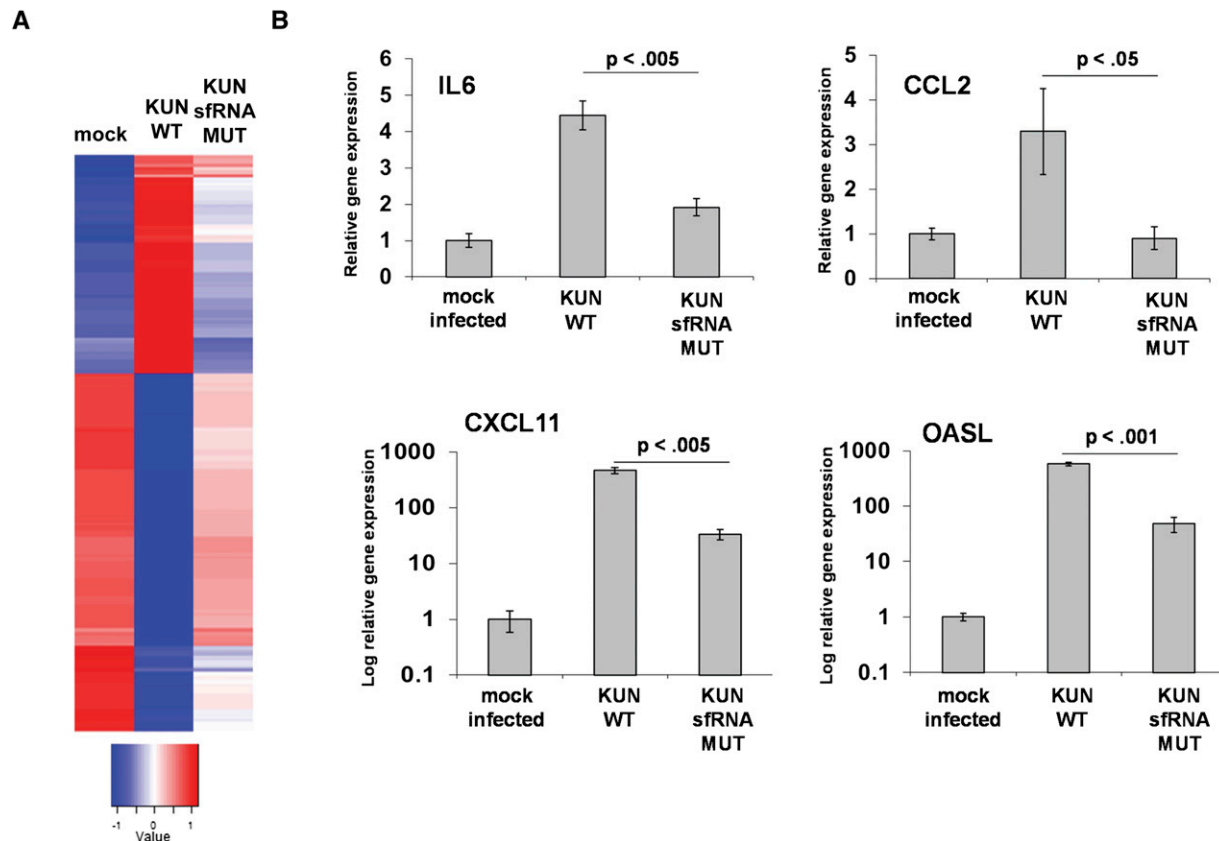 A
mock
KUN
WT
KUN
sfRNA
MUT
-1
0
1
Value
B
IL6
p < .005
Relative gene expression
6
5
4
3
2
1
0
mock
infected
KUN
WT
KUN
sfRNA
MUT
CCL2
p < .05
Relative gene expression
5
4
3
2
1
0
mock
infected
KUN
WT
KUN
sfRNA
MUT
CXCL11
p < .005
Log relative gene expression
1000
100
10
1
0.1
mock
infected
KUN
WT
KUN
sfRNA
MUT
OASL
p < .001
Log relative gene expression
1000
100
10
1
0.1
mock
infected
KUN
WT
KUN
sfRNA
MUT